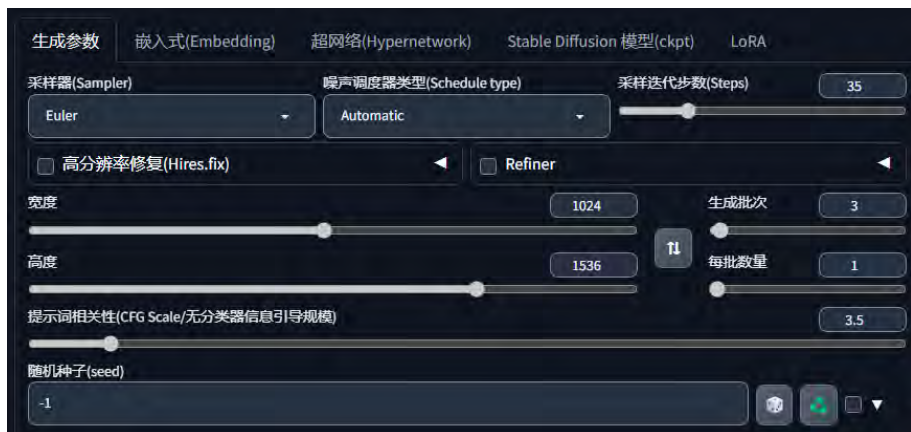 生成参数 嵌入式(Embedding) 超网络(Hypernetwork) Stable Diffusion 模型(ckpt) LoRA
采样器(Sampler) 噪声调度器类型(Schedule type) 采样迭代步数(Steps) 35
Euler Automatic
高分辨率修复(Hires.fix) Refiner
宽度 1024 生成批次 3
高度 1536 每批数量 1
提示词相关性(CFG Scale/无分类器信息引导规模) 3.5
随机种子(seed)
-1